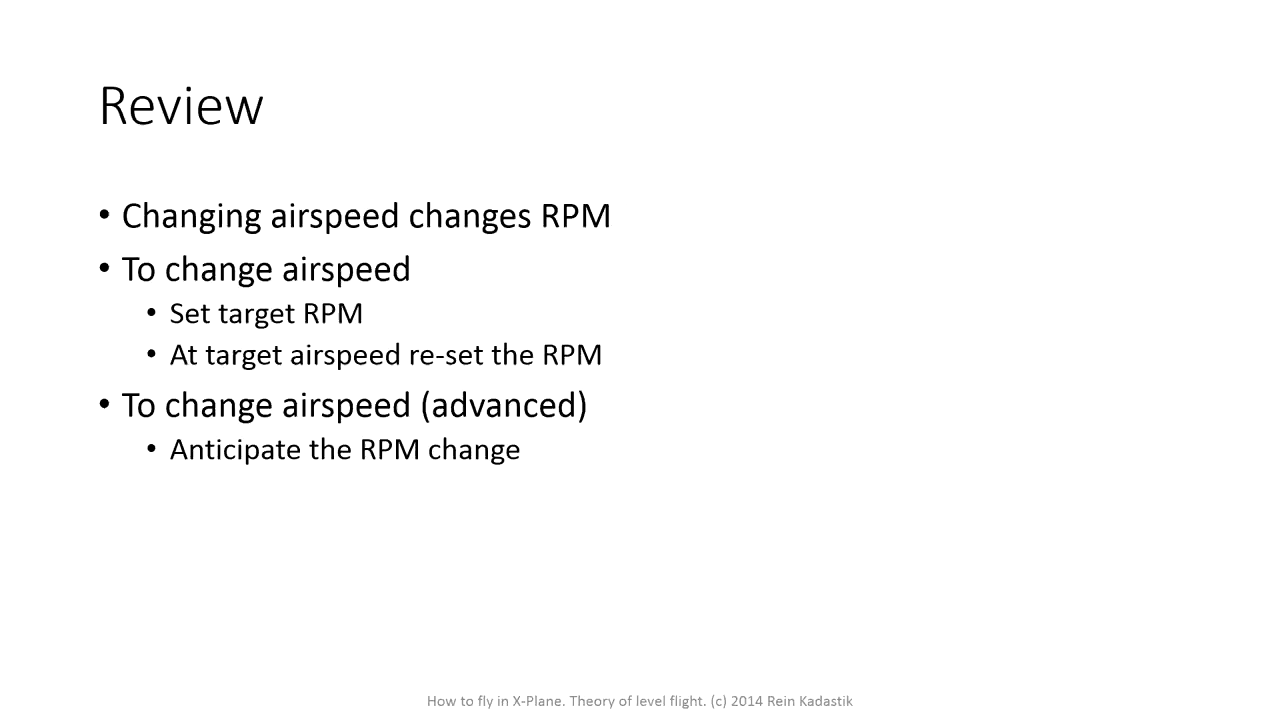 Review
• Changing airspeed changes RPM
• To change airspeed
• Set target RPM
• At target airspeed re-set the RPM
• To change airspeed (advanced)
• Anticipate the RPM change
How to fly in X-Plane. Theory of level flight. (c) 2014 Rein Kadastik